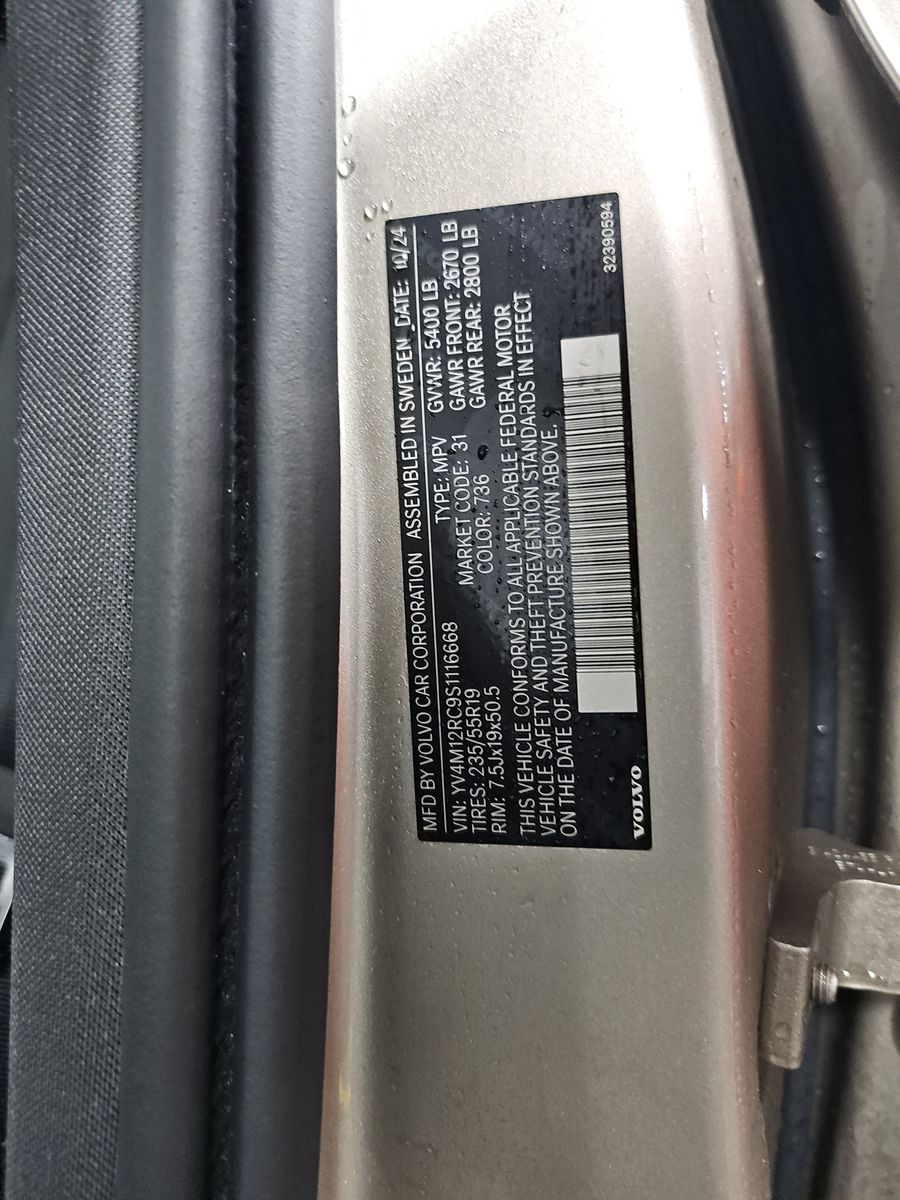 MFD BY VOLVO CAR CORPORATION ASSEMBLED IN SWEDEN DATE: 10/24
VIN: YV4M12RC9S1116668 TYPE: MPV GVWR: 5400 LB
TIRES: 235/55R19 MARKET CODE: 31 GAWR FRONT: 2670 LB
RIM: 7.5Jx19x50.5 COLOR: 736 GAWR REAR: 2800 LB
THIS VEHICLE CONFORMS TO ALL APPLICABLE FEDERAL MOTOR
VEHICLE SAFETY AND THEFT PREVENTION STANDARDS IN EFFECT
ON THE DATE OF MANUFACTURE SHOWN ABOVE.
VOLVO
32390594